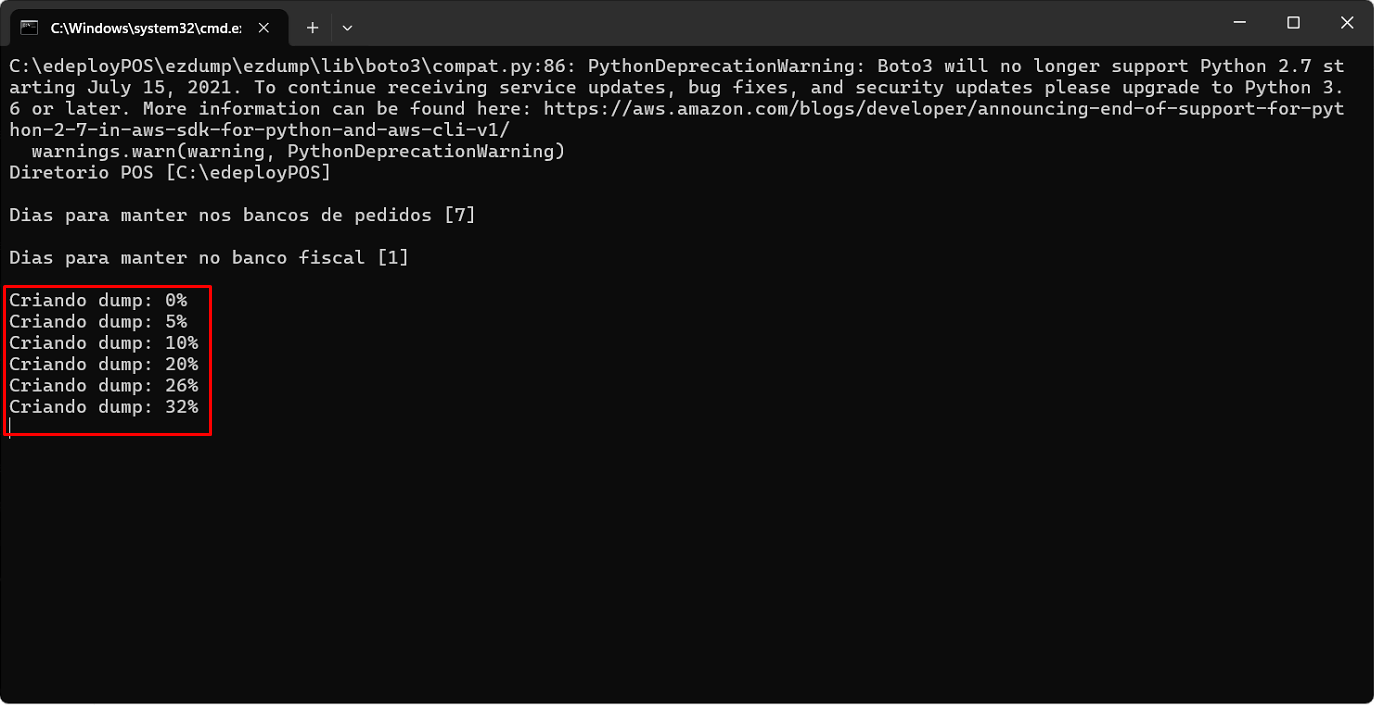 C:\Windows\system32\cmd.e
C:\edeployPOS\ezdump\ezdump\lib\boto3\compat.py:86: PythonDeprecationWarning: Boto3 will no longer support Python 2.7 st
arting July 15, 2021. To continue receiving service updates, bug fixes, and security updates please upgrade to Python 3.
6 or later. More information can be found here: https://aws.amazon.com/blogs/developer/announcing-end-of-support-for-pyt
hon-2-7-in-aws-sdk-for-python-and-aws-cli-v1/
  warnings.warn(warning, PythonDeprecationWarning)
Diretorio POS [C:\edeployPOS]
Dias para manter nos bancos de pedidos [7]
Dias para manter no banco fiscal [1]
Criando dump: 0%
Criando dump: 5%
Criando dump: 10%
Criando dump: 20%
Criando dump: 26%
Criando dump: 32%